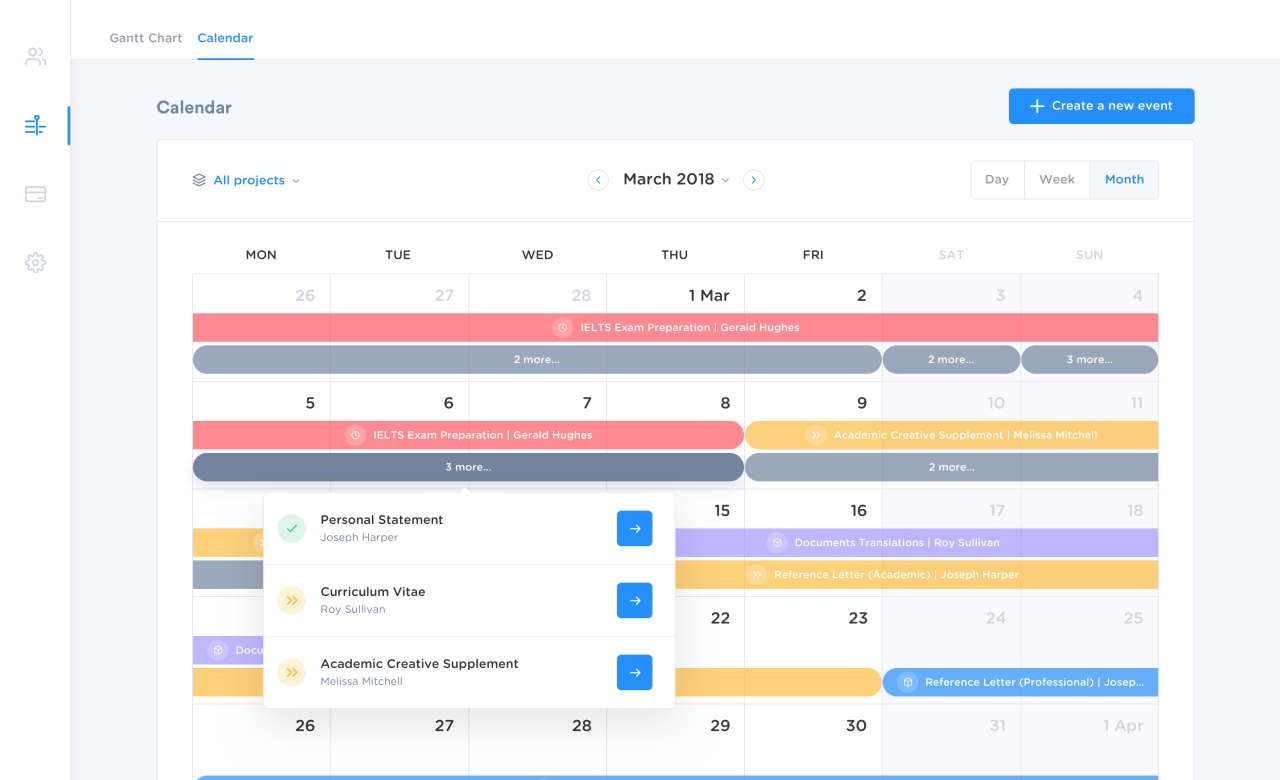 Gantt Chart Calendar
Calendar
Create a new event
All projects
March 2018
Day Week Month
MON TUE WED THU FRI SAT SUN
26 27 28 1 Mar 2 3 4
IELTS Exam Preparation | Gerald Hughes
2 more... 2 more... 3 more...
5 6 7 8 9 10 11
IELTS Exam Preparation | Gerald Hughes Academic Creative Supplement | Melissa Mitchell
3 more... 2 more...
15 16 17 18
Personal Statement
Joseph Harper
Documents Translations | Roy Sullivan
Reference Letter (Academic) | Joseph Harper
Curriculum Vitae
Roy Sullivan
22 23 24 25
Docu
Academic Creative Supplement
Melissa Mitchell
Reference Letter (Professional) | Josep...
26 27 28 29 30 31 1 Apr